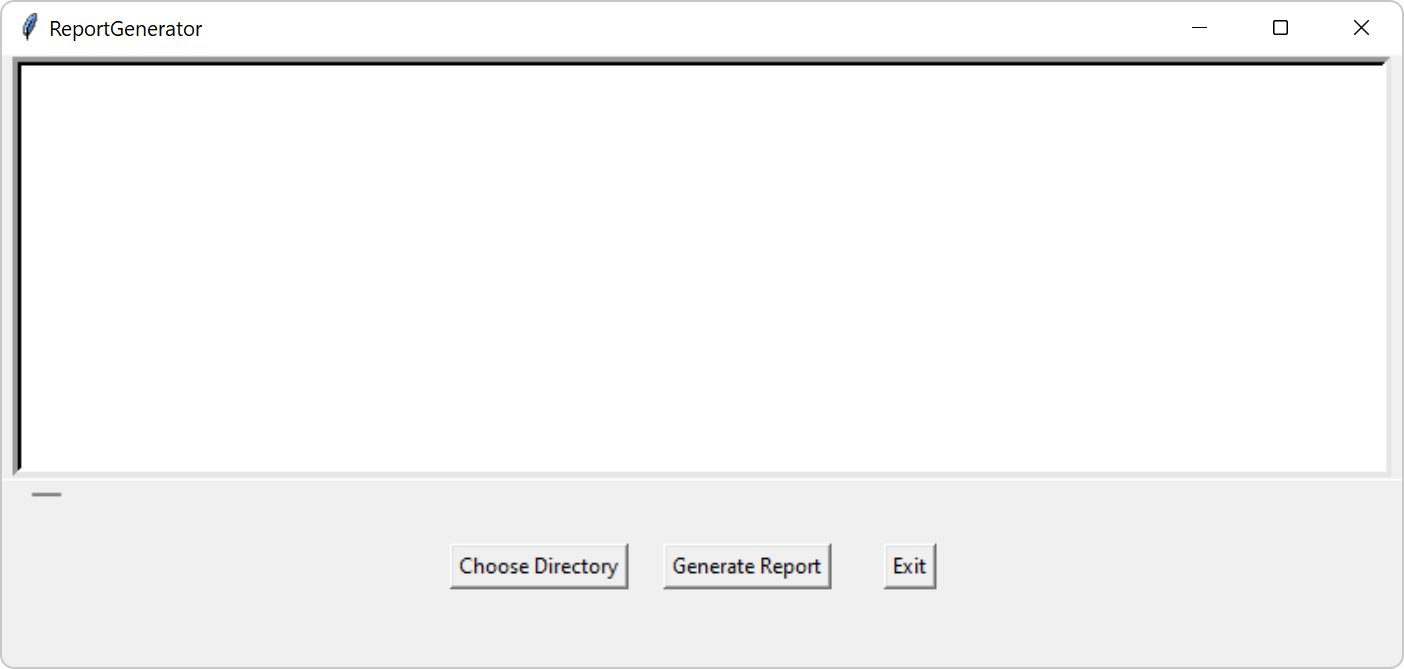 ReportGenerator
Choose Directory Generate Report Exit